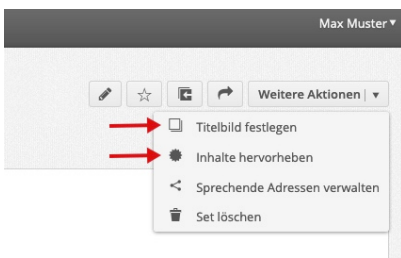 Max Muster
Weitere Aktionen
Titelbild festlegen
Inhalte hervorheben
Sprechende Adressen verwalten
Set löschen